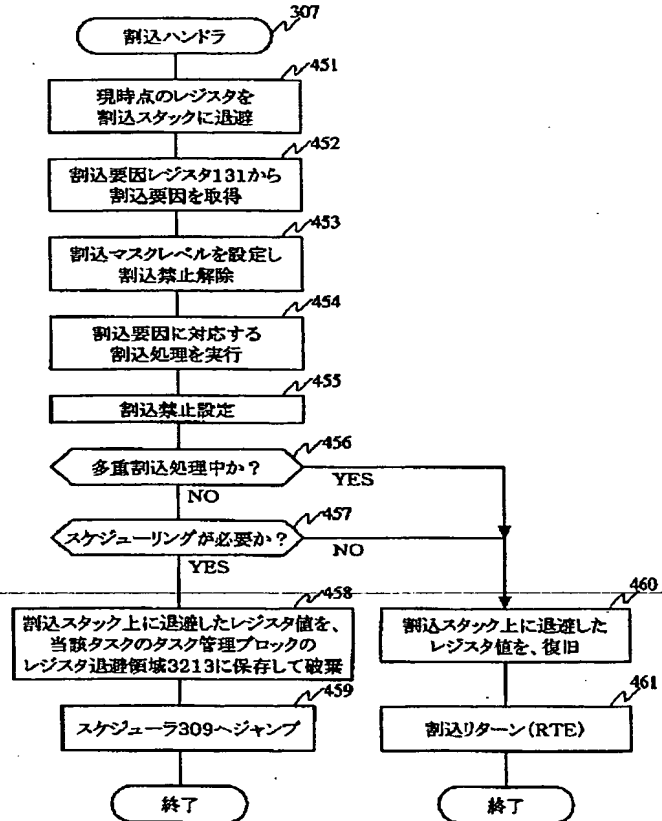 307
割込ハンドラ
451
現時点のレジスタを
割込スタックに退避
452
割込要因レジスタ131から
割込要因を取得
453
割込マスクレベルを設定し
割込禁止解除
454
割込要因に対応する
割込処理を実行
455
割込禁止設定
456
多重割込処理中か?
YES
NO
457
スケジューリングが必要か?
NO
YES
458
割込スタック上に退避したレジスタ値を、
当該タスクのタスク管理ブロックの
レジスタ退避領域3213に保存して破棄
459
スケジューラ309へジャンプ
終了
460
割込スタック上に退避した
レジスタ値を、復旧
461
割込リターン(RTE)
終了